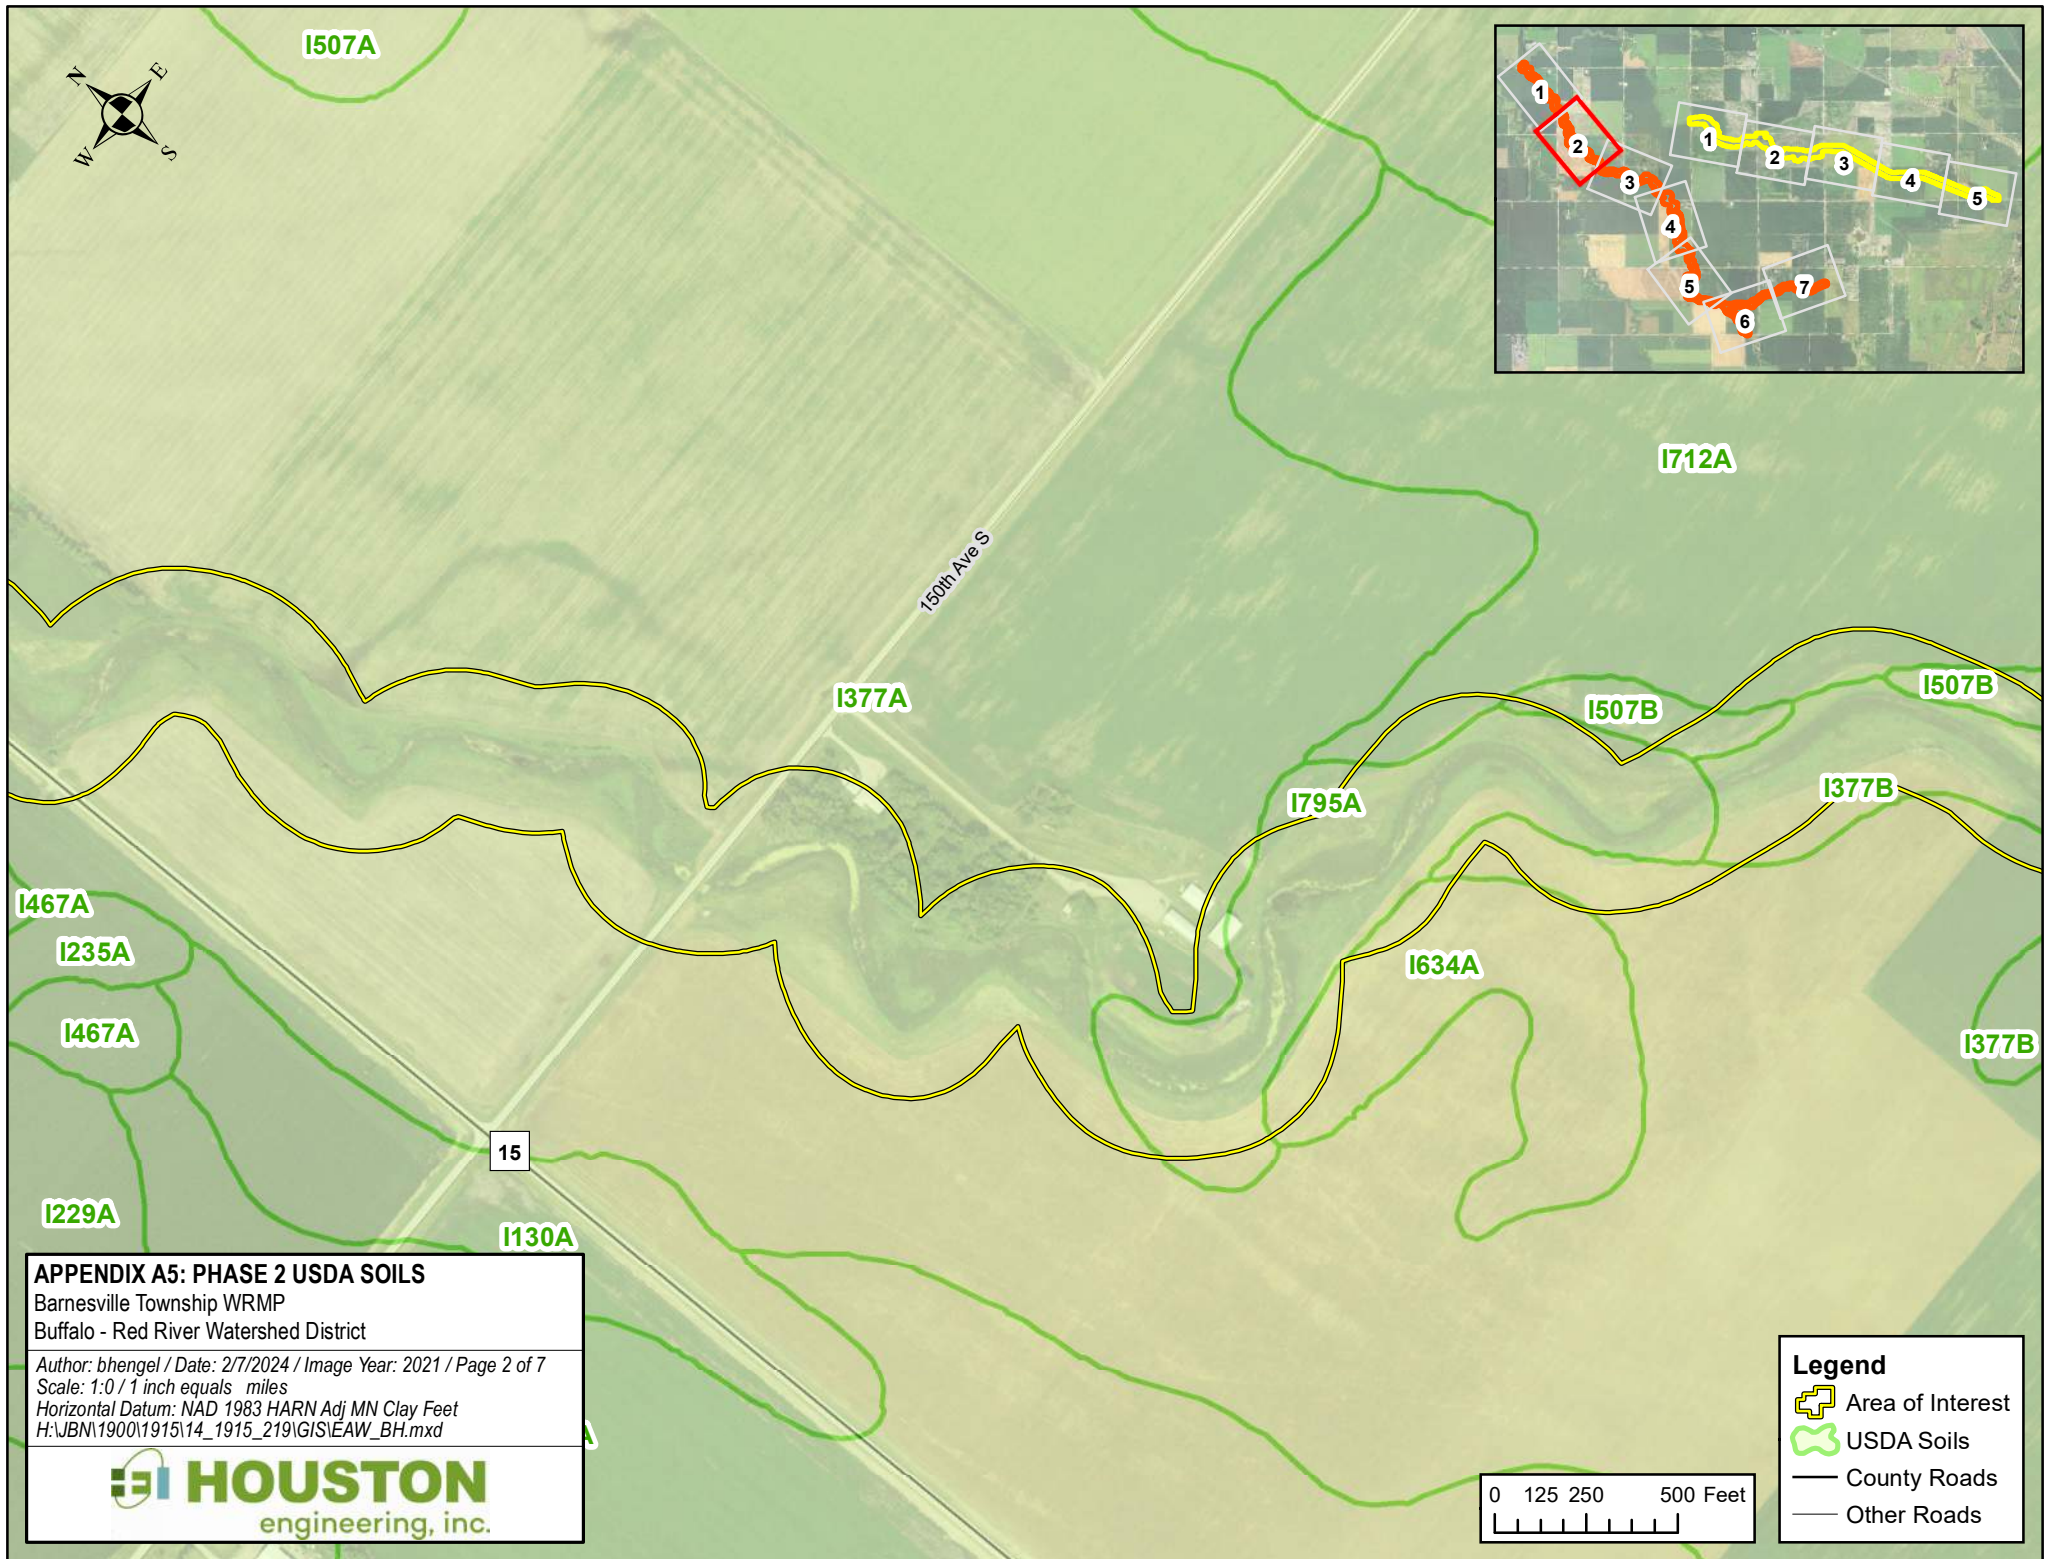 I507A
N
E
W
S
1
2
3
4
5
6
7
1
2
3
4
5
I712A
150th Ave S
I377A
I507B
I507B
I795A
I377B
I467A
I235A
I634A
I467A
I377B
15
I229A
I130A
A
APPENDIX A5: PHASE 2 USDA SOILS
Barnesville Township WRMP
Buffalo - Red River Watershed District
Author: bhengel / Date: 2/7/2024 / Image Year: 2021 / Page 2 of 7
Scale: 1:0 / 1 inch equals miles
Horizontal Datum: NAD 1983 HARN Adj MN Clay Feet
H:\JBN\1900\1915\14_1915_219\GIS\EAW_BH.mxd
HOUSTON
engineering, inc.
0 125 250 500 Feet
Legend
Area of Interest
USDA Soils
County Roads
Other Roads